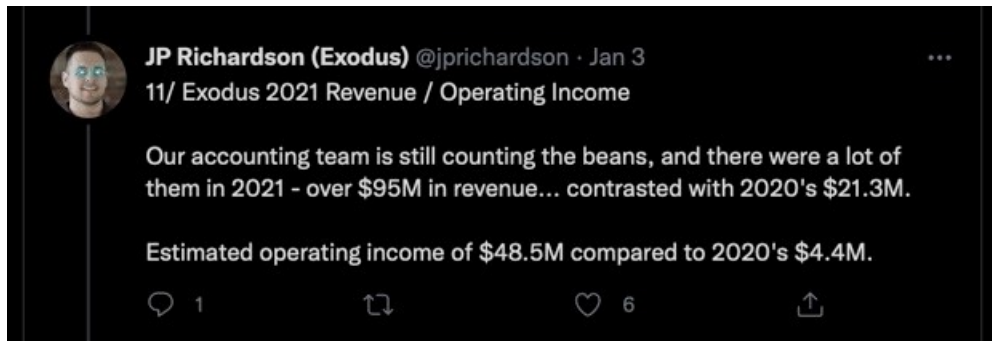 JP Richardson (Exodus) @jprichardson · Jan 3
11/ Exodus 2021 Revenue / Operating Income
Our accounting team is still counting the beans, and there were a lot of
them in 2021 - over $95M in revenue... contrasted with 2020's $21.3M.
Estimated operating income of $48.5M compared to 2020's $4.4M.
1 6